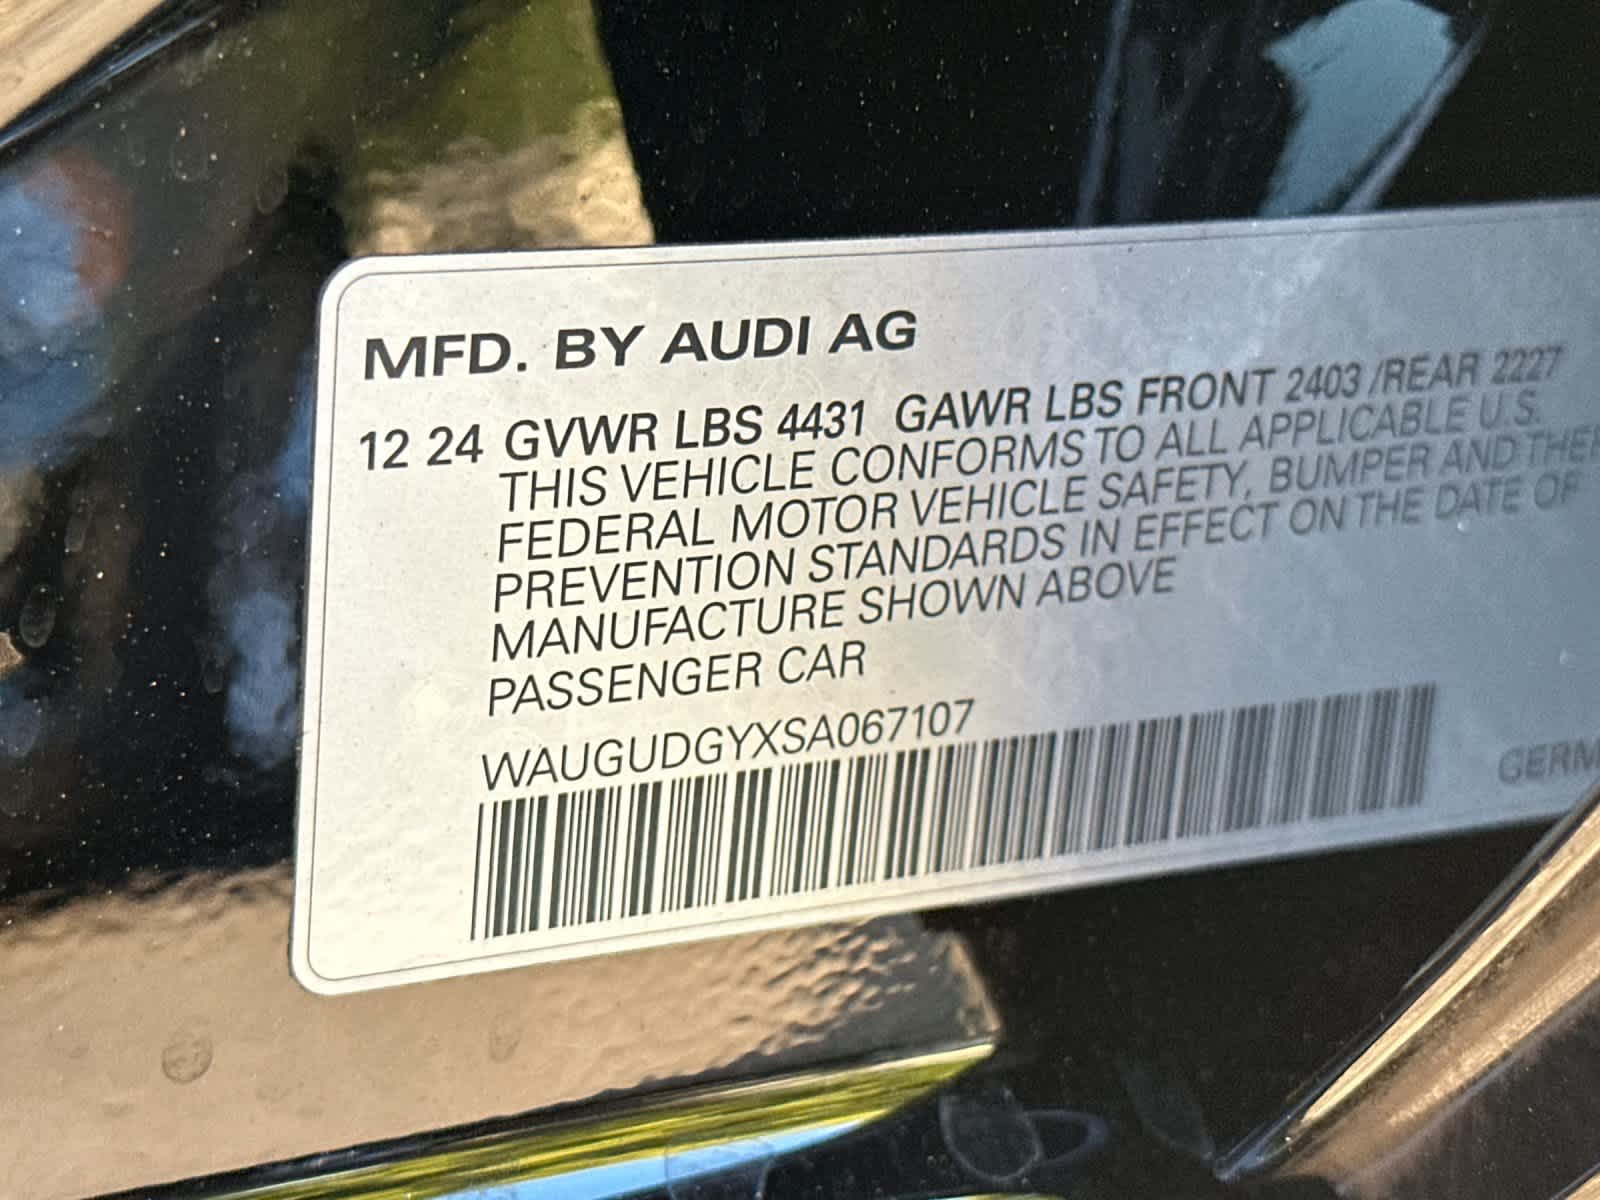 MFD. BY AUDI AG
12 24 GVWR LBS 4431 GAWR LBS FRONT 2403 /REAR 2227
THIS VEHICLE CONFORMS TO ALL APPLICABLE U.S.
FEDERAL MOTOR VEHICLE SAFETY, BUMPER AND THEF
PREVENTION STANDARDS IN EFFECT ON THE DATE OF
MANUFACTURE SHOWN ABOVE
PASSENGER CAR
WAUGUDGYXSA067107
GERM